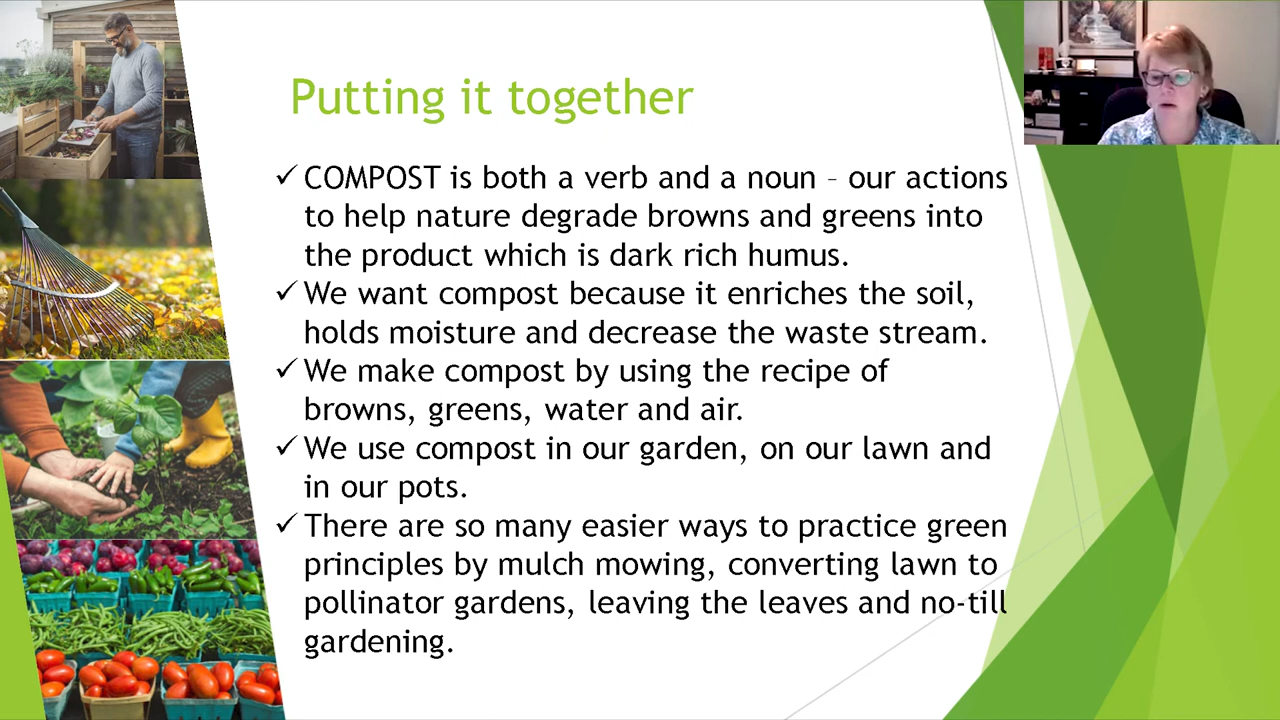 Putting it together
✓ COMPOST is both a verb and a noun – our actions
to help nature degrade browns and greens into
the product which is dark rich humus.
✓ We want compost because it enriches the soil,
holds moisture and decrease the waste stream.
✓ We make compost by using the recipe of
browns, greens, water and air.
✓ We use compost in our garden, on our lawn and
in our pots.
✓ There are so many easier ways to practice green
principles by mulch mowing, converting lawn to
pollinator gardens, leaving the leaves and no-till
gardening.